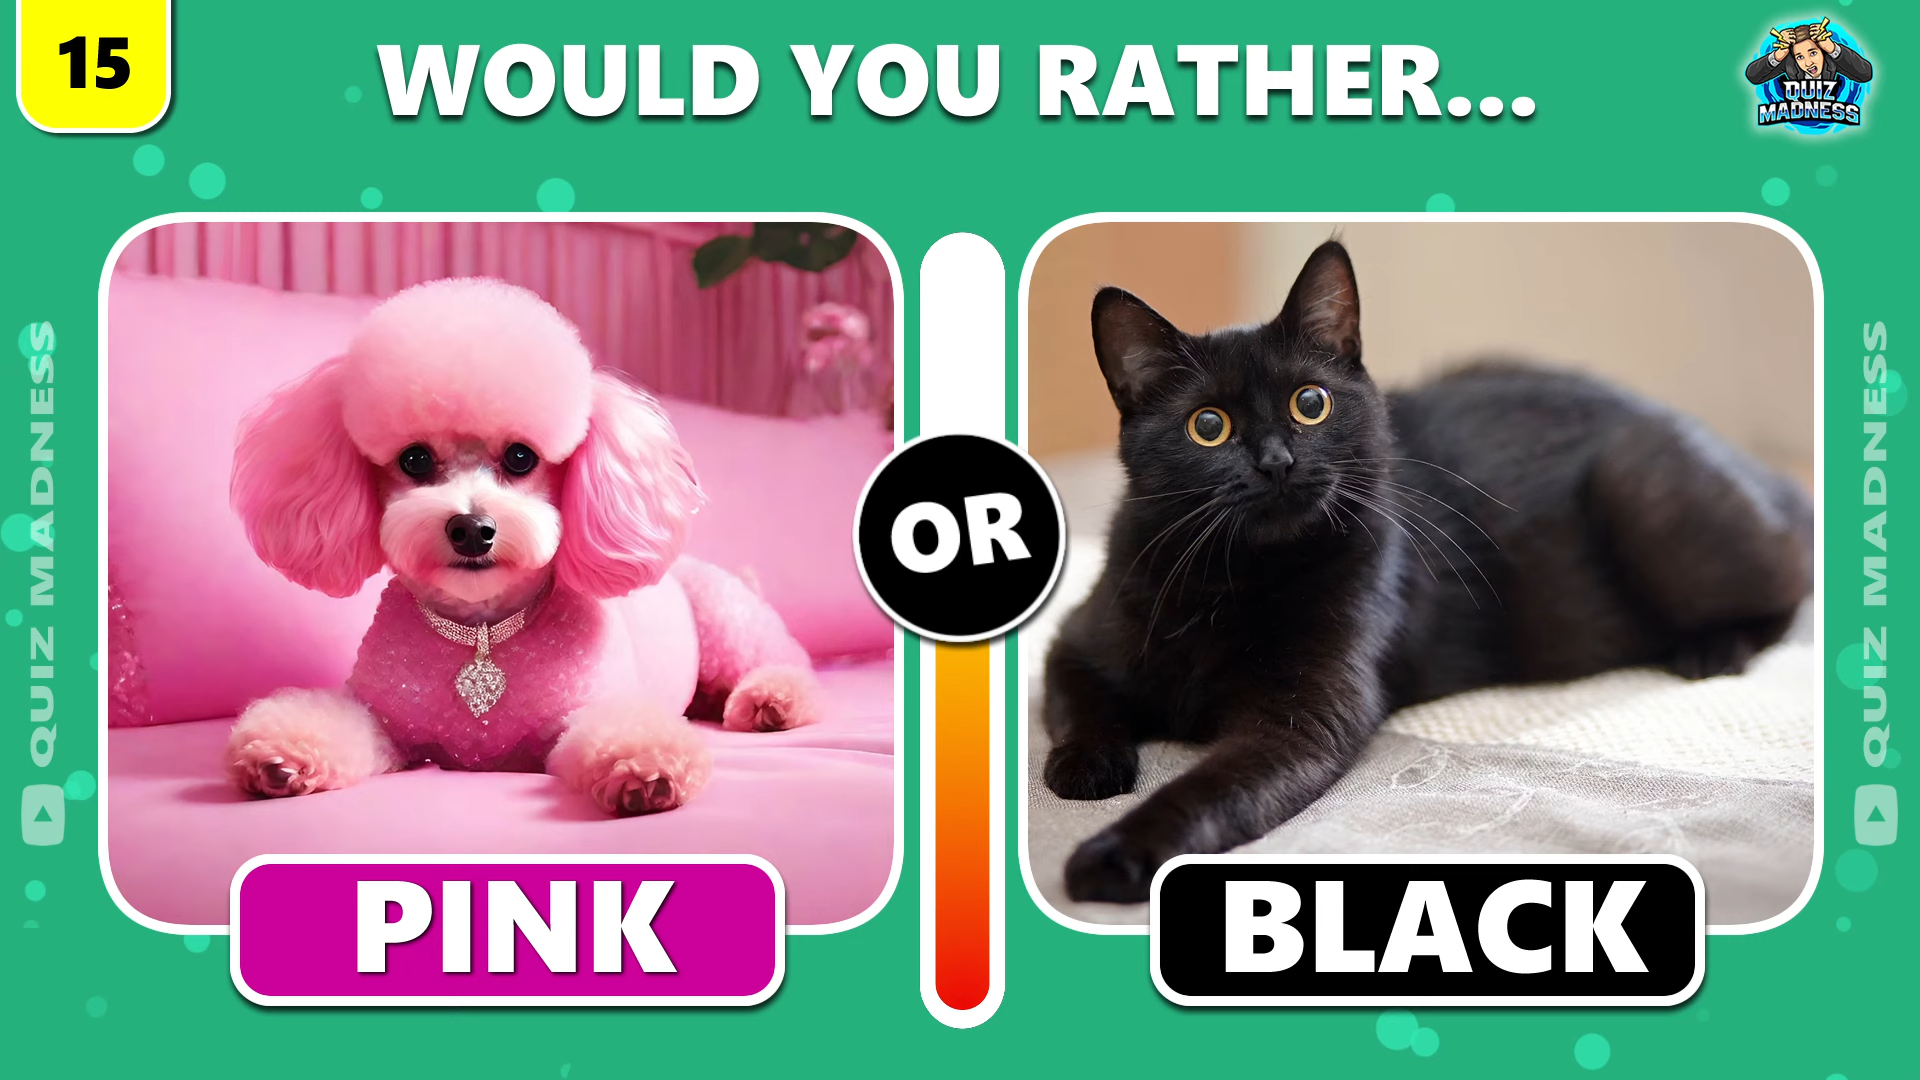 15
WOULD YOU RATHER...
QUIZ
MADNESS
QUIZ MADNESS
OR
QUIZ MADNESS
PINK
BLACK